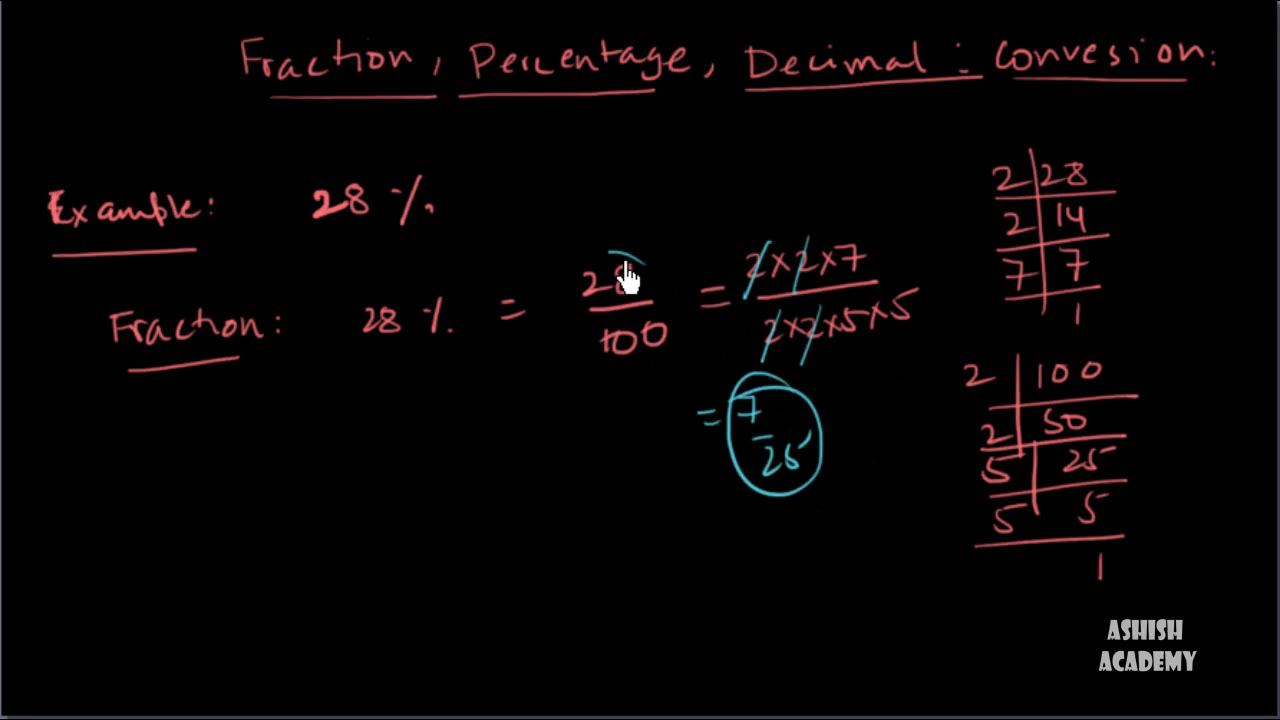 Fraction, Percentage, Decimal: Convesion:
Example: 28 %.
Fraction: 28 %. = 28/100 = 2×2×7/2×2×5×5
= 7/25
2 | 28
2 | 14
7 | 7
1
2 | 100
2 | 50
5 | 25
5 | 5
1
ASHISH
ACADEMY